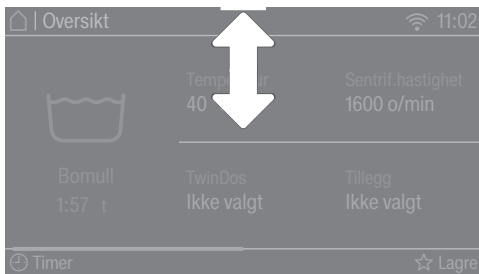 Oversikt 11:02
Sentrif.hastighet
40 1600 o/min
Bomull TwinDos Tillegg
1:57 t Ikke valgt Ikke valgt
Timer Lagre